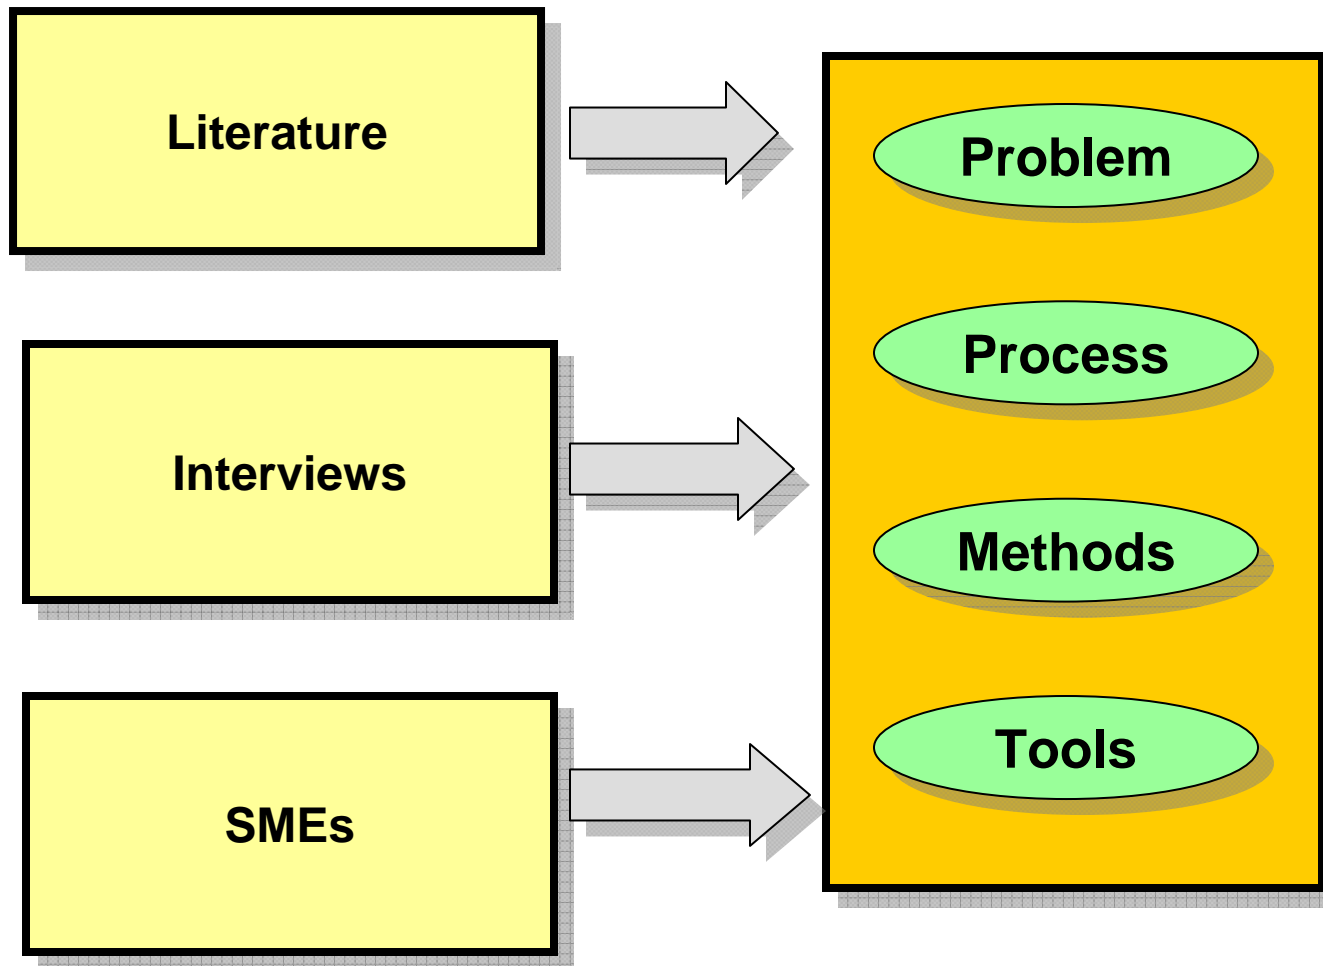 Literature
Interviews
SMEs
Problem
Process
Methods
Tools